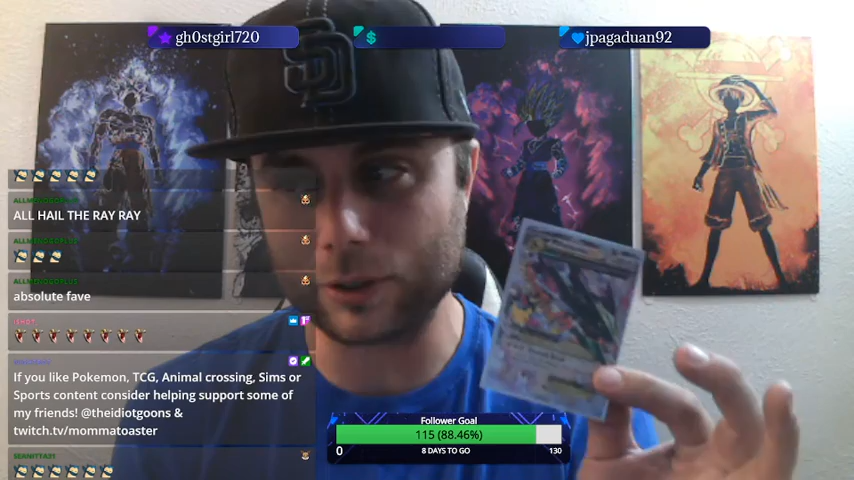 gh0stgirl720
$
jpagaduan92
SD
ALL HAIL THE RAY RAY
absolute fave
If you like Pokemon, TCG, Animal crossing, Sims or
Sports content consider helping support some of
my friends! @theidiotgoons &
twitch.tv/mommatoaster
SERNITTA31
Follower Goal
115 (88.46%)
0
8 DAYS TO GO
130